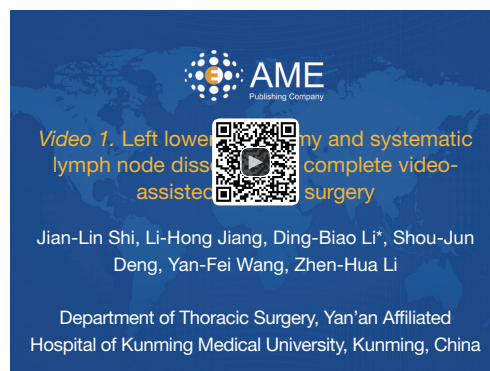 AME
Publishing Company
Video 1. Left lower my and systematic
lymph node diss complete video-
assisted surgery
Jian-Lin Shi, Li-Hong Jiang, Ding-Biao Li*, Shou-Jun
Deng, Yan-Fei Wang, Zhen-Hua Li
Department of Thoracic Surgery, Yan’an Affiliated
Hospital of Kunming Medical University, Kunming, China